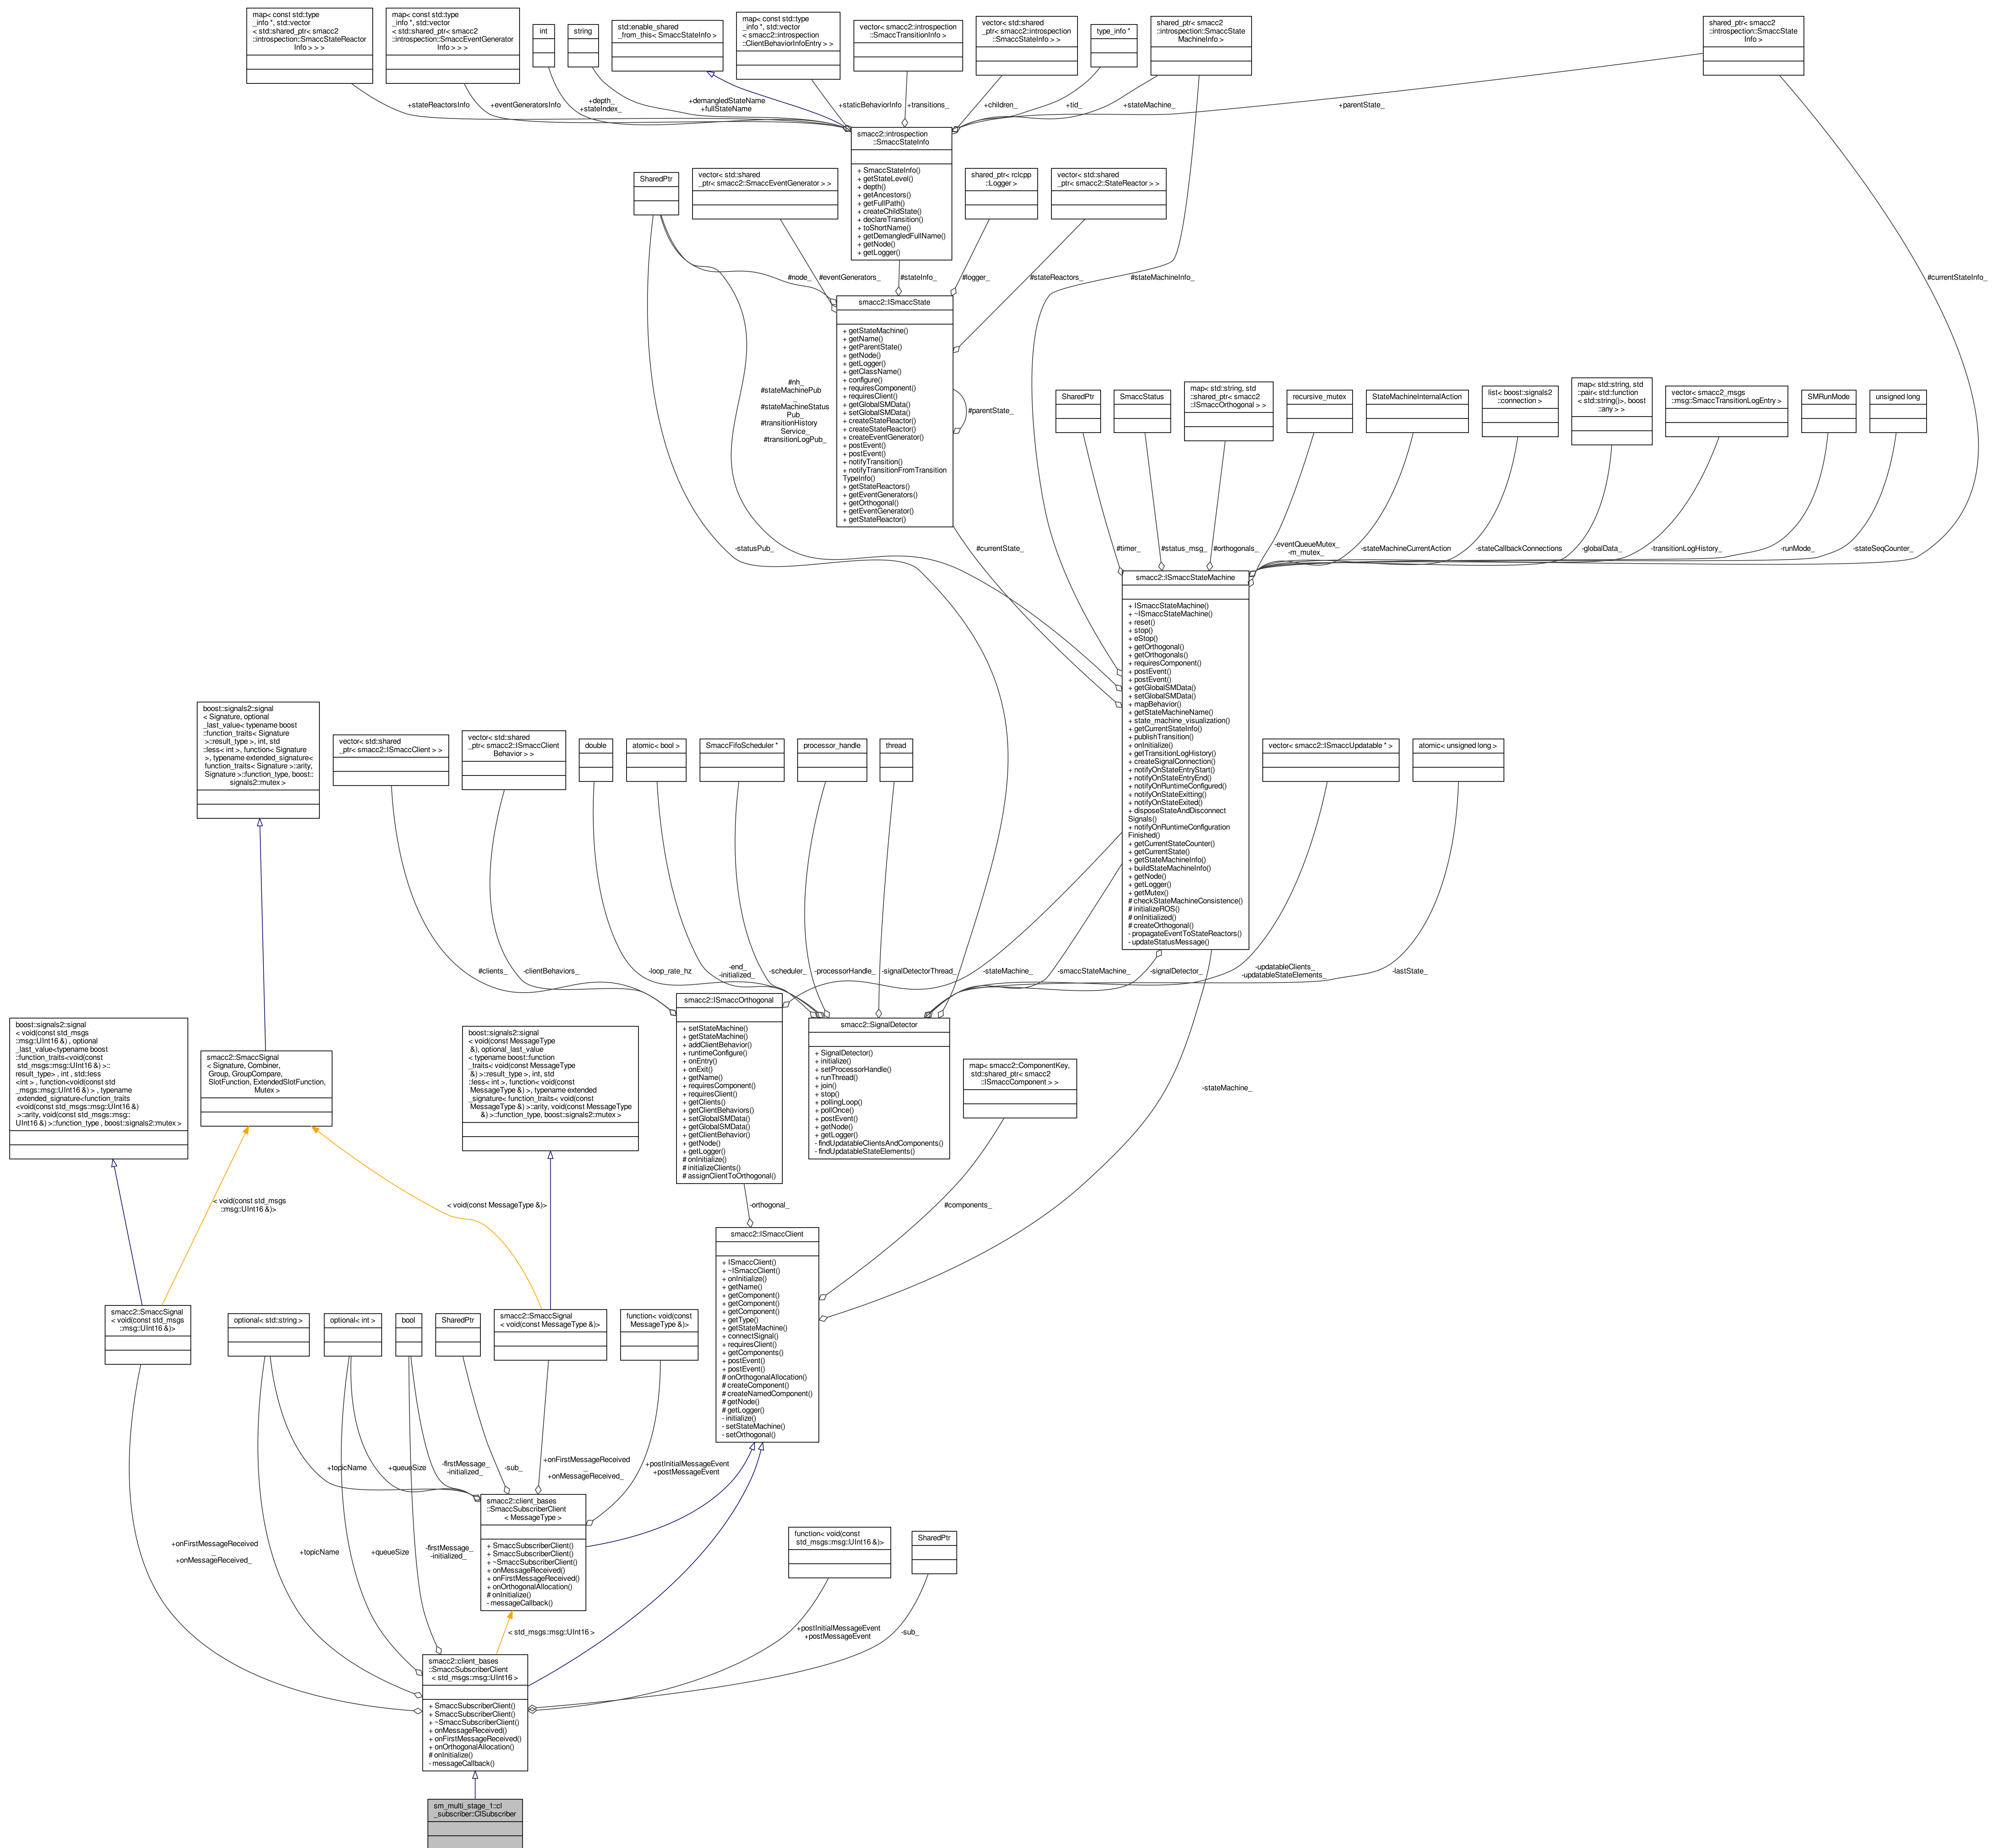 map< const std::type
_info *, std::vector
< std::shared_ptr< smacc2
::introspection::SmaccStateReactor
Info > > >
map< const std::type
_info *, std::vector
< std::shared_ptr< smacc2
::introspection::SmaccEventGenerator
Info > > >
int
string
std::enable_shared
_from_this< SmaccStateInfo >
map< const std::type
_info *, std::vector
< smacc2::introspection
::ClientBehaviorInfoEntry > >
vector< smacc2::introspection
::SmaccTransitionInfo >
vector< std::shared
_ptr< smacc2::introspection
::SmaccStateInfo > >
type_info *
shared_ptr< smacc2
::introspection::SmaccState
MachineInfo >
shared_ptr< smacc2
::introspection::SmaccState
Info >
+stateReactorsInfo
+eventGeneratorsInfo
+depth_
+stateIndex_
+demangledStateName
+fullStateName
+staticBehaviorInfo
+transitions_
+children_
+tid_
+stateMachine_
+parentState_
smacc2::introspection
::SmaccStateInfo
+ SmaccStateInfo()
+ getStateLevel()
+ depth()
+ getAncestors()
+ getFullPath()
+ createChildState()
+ declareTransition()
+ toShortName()
+ getDemangledFullName()
+ getNode()
+ getLogger()
SharedPtr
vector< std::shared
_ptr< smacc2::SmaccEventGenerator > >
shared_ptr< rclcpp
::Logger >
vector< std::shared
_ptr< smacc2::StateReactor > >
#node_
#eventGenerators_
#stateInfo_
#logger_
#stateReactors_
#stateMachineInfo_
#currentStateInfo_
smacc2::ISmaccState
+ getStateMachine()
+ getName()
+ getParentState()
+ getNode()
+ getLogger()
+ getClassName()
+ configure()
+ requiresComponent()
+ requiresClient()
+ getGlobalSMData()
+ setGlobalSMData()
+ createStateReactor()
+ createStateReactor()
+ createEventGenerator()
+ postEvent()
+ postEvent()
+ notifyTransition()
+ notifyTransitionFromTransition
TypeInfo()
+ getStateReactors()
+ getEventGenerators()
+ getOrthogonal()
+ getEventGenerator()
+ getStateReactor()
#parentState_
#nh_
#stateMachinePub
_
#stateMachineStatus
Pub_
#transitionHistory
Service_
#transitionLogPub_
SharedPtr
SmaccStatus
map< std::string, std
::shared_ptr< smacc2
::ISmaccOrthogonal > >
recursive_mutex
StateMachineInternalAction
list< boost::signals2
::connection >
map< std::string, std
::pair< std::function
< std::string()>, boost
::any > >
vector< smacc2_msgs
::msg::SmaccTransitionLogEntry >
SMRunMode
unsigned long
-statusPub_
#currentState_
#timer_
#status_msg_
#orthogonals_
-eventQueueMutex_
-m_mutex_
-stateMachineCurrentAction
-stateCallbackConnections
-globalData_
-transitionLogHistory_
-runMode_
-stateSeqCounter_
smacc2::ISmaccStateMachine
+ ISmaccStateMachine()
+ ~ISmaccStateMachine()
+ reset()
+ stop()
+ eStop()
+ getOrthogonal()
+ getOrthogonals()
+ requiresComponent()
+ postEvent()
+ postEvent()
+ getGlobalSMData()
+ setGlobalSMData()
+ mapBehavior()
+ getStateMachineName()
+ state_machine_visualization()
+ getCurrentStateInfo()
+ publishTransition()
+ onInitialize()
+ getTransitionLogHistory()
+ createSignalConnection()
+ notifyOnStateEntryStart()
+ notifyOnStateEntryEnd()
+ notifyOnRuntimeConfigured()
+ notifyOnStateExitting()
+ notifyOnStateExited()
+ disposeStateAndDisconnect
Signals()
+ notifyOnRuntimeConfiguration
Finished()
+ getCurrentStateCounter()
+ getCurrentState()
+ getStateMachineInfo()
+ buildStateMachineInfo()
+ getNode()
+ getLogger()
+ getMutex()
# checkStateMachineConsistence()
# initializeROS()
# onInitialized()
# createOrthogonal()
- propagateEventToStateReactors()
- updateStatusMessage()
boost::signals2::signal
< Signature, optional
_last_value< typename boost
::function_traits< Signature
>::result_type >, int, std
::less< int >, function< Signature
>, typename extended_signature<
function_traits< Signature >::arity,
Signature >::function_type, boost::
signals2::mutex >
vector< std::shared
_ptr< smacc2::ISmaccClient > >
vector< std::shared
_ptr< smacc2::ISmaccClient
Behavior > >
double
atomic< bool >
SmaccFifoScheduler *
processor_handle
thread
vector< smacc2::ISmaccUpdatable * >
atomic< unsigned long >
#clients_
-clientBehaviors_
-loop_rate_hz
-end_
-initialized_
-scheduler_
-processorHandle_
-signalDetectorThread_
-stateMachine_
-smaccStateMachine_
-signalDetector_
-updatableClients_
-updatableStateElements_
-lastState_
smacc2::ISmaccOrthogonal
+ setStateMachine()
+ getStateMachine()
+ addClientBehavior()
+ runtimeConfigure()
+ onEntry()
+ onExit()
+ getName()
+ requiresComponent()
+ requiresClient()
+ getClients()
+ getClientBehaviors()
+ setGlobalSMData()
+ getGlobalSMData()
+ getClientBehavior()
+ getNode()
+ getLogger()
# onInitialize()
# initializeClients()
# assignClientToOrthogonal()
smacc2::SignalDetector
+ SignalDetector()
+ initialize()
+ setProcessorHandle()
+ runThread()
+ join()
+ stop()
+ pollingLoop()
+ pollOnce()
+ postEvent()
+ getNode()
+ getLogger()
- findUpdatableClientsAndComponents()
- findUpdatableStateElements()
boost::signals2::signal
< void(const std_msgs
::msg::UInt16 &) , optional
_last_value<typename boost
::function_traits<void(const
std_msgs::msg::UInt16 &) >::
result_type> , int , std::less
<int > , function<void(const std
_msgs::msg::UInt16 &) > , typename
extended_signature<function_traits
<void(const std_msgs::msg::UInt16 &)
>::arity, void(const std_msgs::msg::
UInt16 &) >::function_type , boost::signals2::mutex >
smacc2::SmaccSignal
< Signature, Combiner,
Group, GroupCompare,
SlotFunction, ExtendedSlotFunction,
Mutex >
boost::signals2::signal
< void(const MessageType
&), optional_last_value
< typename boost::function
_traits< void(const MessageType
&) >::result_type >, int, std
::less< int >, function< void(const
MessageType &) >, typename extended
_signature< function_traits< void(const
MessageType &) >::arity, void(const MessageType
&) >::function_type, boost::signals2::mutex >
map< smacc2::ComponentKey,
std::shared_ptr< smacc2
::ISmaccComponent > >
-stateMachine_
< void(const std_msgs
::msg::UInt16 &)>
< void(const MessageType &)>
-orthogonal_
#components_
smacc2::ISmaccClient
+ ISmaccClient()
+ ~ISmaccClient()
+ onInitialize()
+ getName()
+ getComponent()
+ getComponent()
+ getComponent()
+ getType()
+ getStateMachine()
+ connectSignal()
+ requiresClient()
+ getComponents()
+ postEvent()
+ postEvent()
# onOrthogonalAllocation()
# createComponent()
# createNamedComponent()
# getNode()
# getLogger()
- initialize()
- setStateMachine()
- setOrthogonal()
smacc2::SmaccSignal
< void(const std_msgs
::msg::UInt16 &)>
optional< std::string >
optional< int >
bool
SharedPtr
smacc2::SmaccSignal
< void(const MessageType &)>
function< void(const
MessageType &)>
+topicName
+queueSize
-firstMessage_
-initialized_
-sub_
+onFirstMessageReceived
_
+onMessageReceived_
+postInitialMessageEvent
+postMessageEvent
smacc2::client_bases
::SmaccSubscriberClient
< MessageType >
+ SmaccSubscriberClient()
+ SmaccSubscriberClient()
+ ~SmaccSubscriberClient()
+ onMessageReceived()
+ onFirstMessageReceived()
+ onOrthogonalAllocation()
# onInitialize()
- messageCallback()
function< void(const
std_msgs::msg::UInt16 &)>
SharedPtr
+onFirstMessageReceived
_
+onMessageReceived_
+topicName
+queueSize
-firstMessage_
-initialized_
< std_msgs::msg::UInt16 >
+postInitialMessageEvent
+postMessageEvent
-sub_
smacc2::client_bases
::SmaccSubscriberClient
< std_msgs::msg::UInt16 >
+ SmaccSubscriberClient()
+ SmaccSubscriberClient()
+ ~SmaccSubscriberClient()
+ onMessageReceived()
+ onFirstMessageReceived()
+ onOrthogonalAllocation()
# onInitialize()
- messageCallback()
sm_multi_stage_1::cl
_subscriber::ClSubscriber